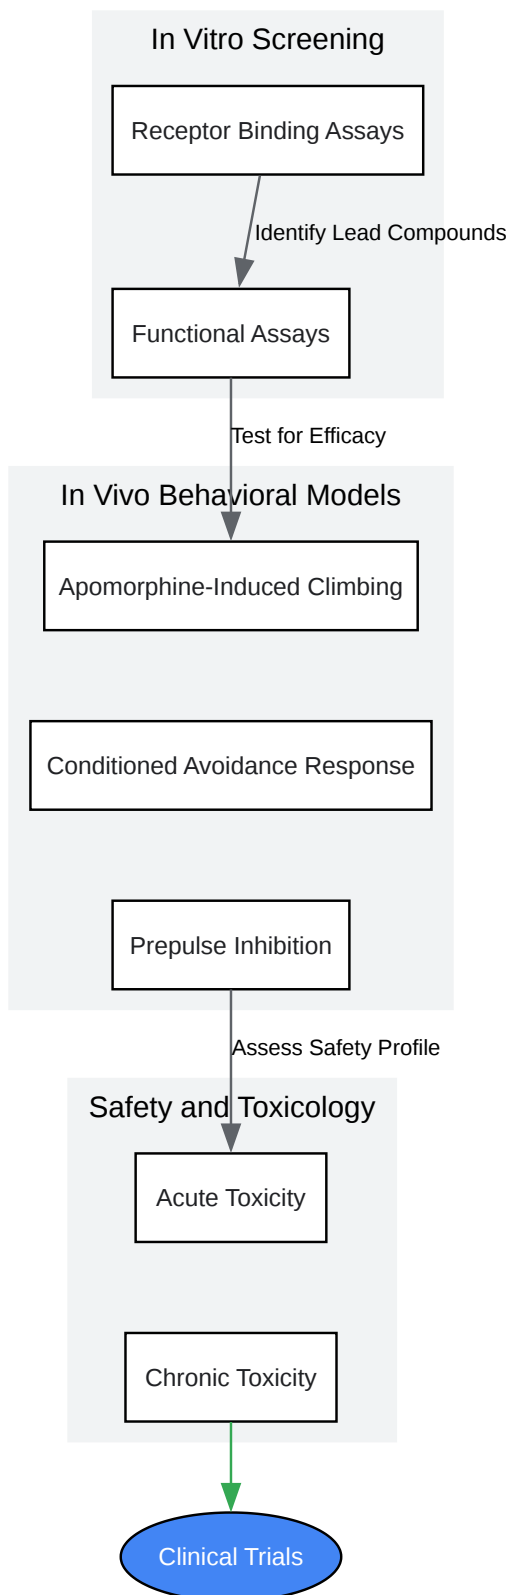 In Vitro Screening
Receptor Binding Assays
Identify Lead Compounds
Functional Assays
Test for Efficacy
In Vivo Behavioral Models
Apomorphine-Induced Climbing
Conditioned Avoidance Response
Prepulse Inhibition
Assess Safety Profile
Safety and Toxicology
Acute Toxicity
Chronic Toxicity
Clinical Trials